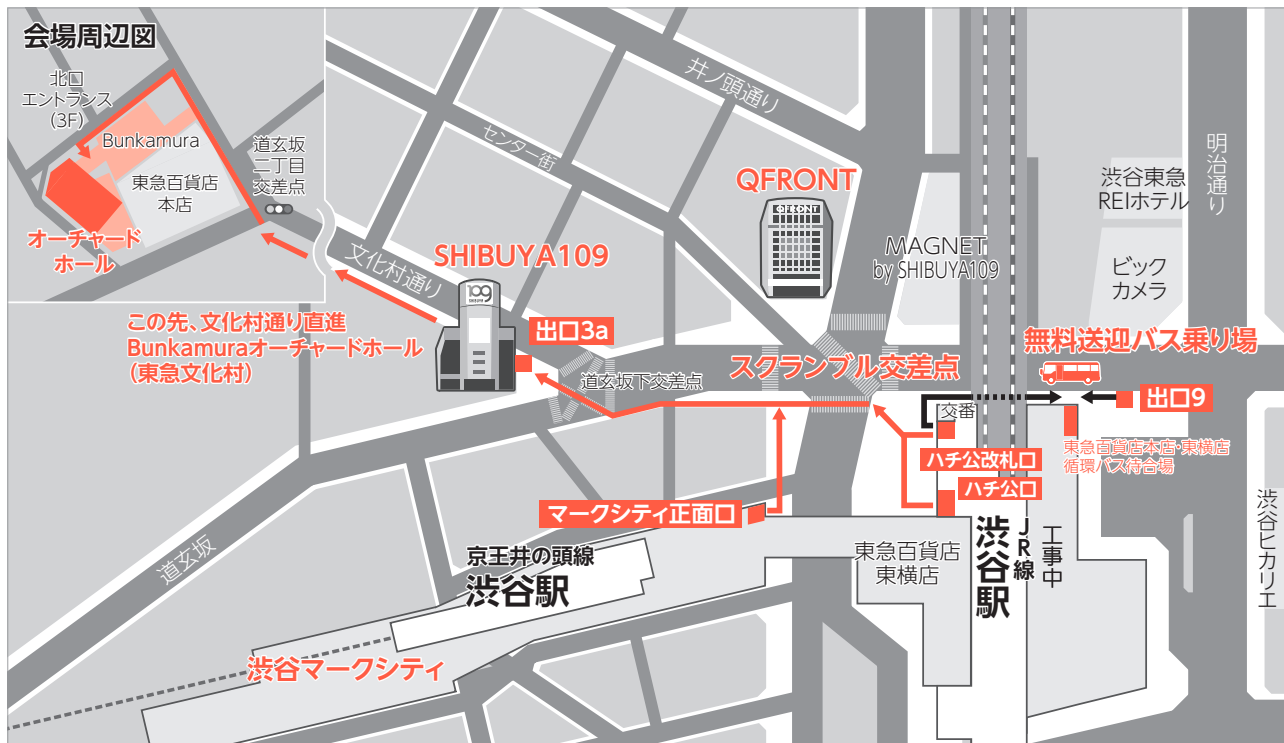 会場周辺図
北口
エントランス
(3F)
Bunkamura
東急百貨店
本店
道玄坂
二丁目
交差点
オーチャード
ホール
井ノ頭通り
センター街
文化村通り
SHIBUYA109
109
QFRONT
QFRONT
MAGNET
by SHIBUYA109
明治通り
渋谷東急
REIホテル
ビック
カメラ
この先、文化村通り直進
Bunkamuraオーチャードホール
(東急文化村)
出口3a
道玄坂下交差点
スクランブル交差点
無料送迎バス乗り場
出口9
交番
東急百貨店本店・東横店
循環バス待合場
ハチ公改札口
ハチ公口
マークシティ正面口
道玄坂
京王井の頭線
渋谷駅
渋谷マークシティ
東急百貨店
東横店
JR線
渋谷駅
工事中
渋谷ヒカリエ